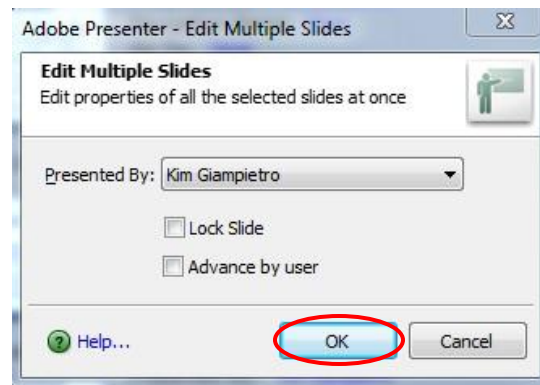 Adobe Presenter - Edit Multiple Slides
Edit Multiple Slides
Edit properties of all the selected slides at once
Presented By: Kim Giampietro
Lock Slide
Advance by user
? Help... OK Cancel